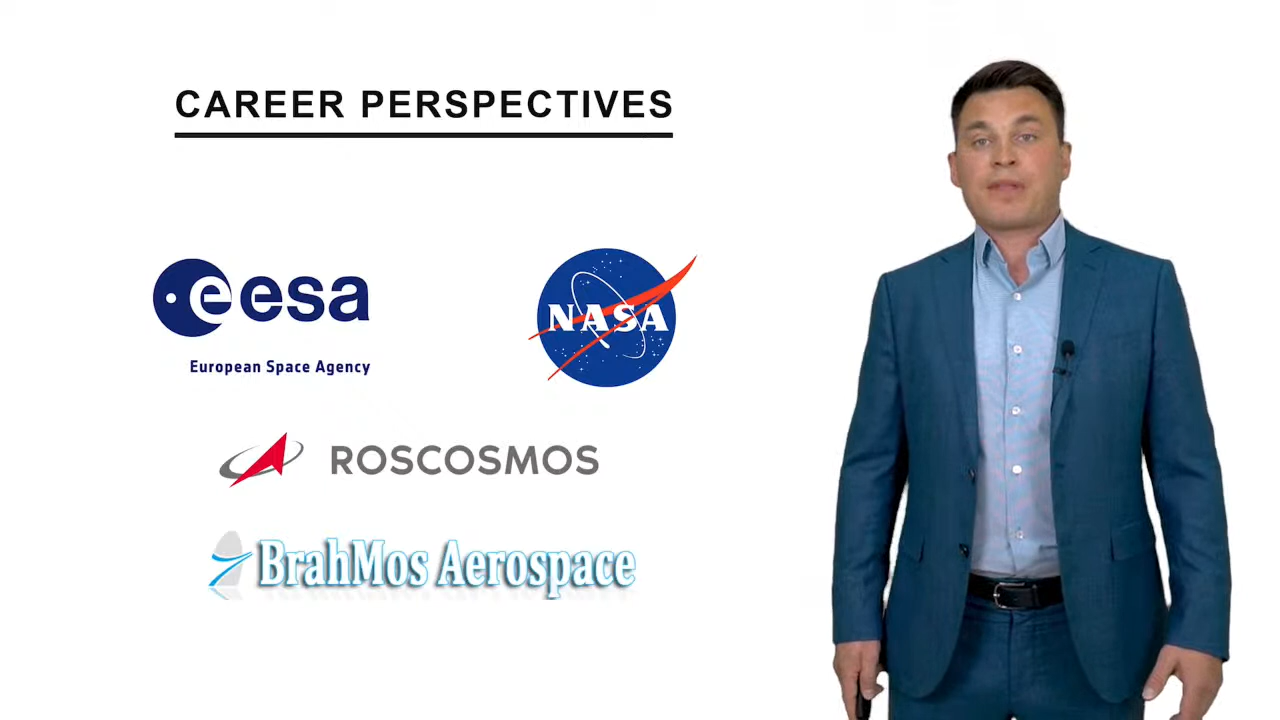 CAREER PERSPECTIVES
esa
European Space Agency
NASA
ROSCOSMOS
BrahMos Aerospace